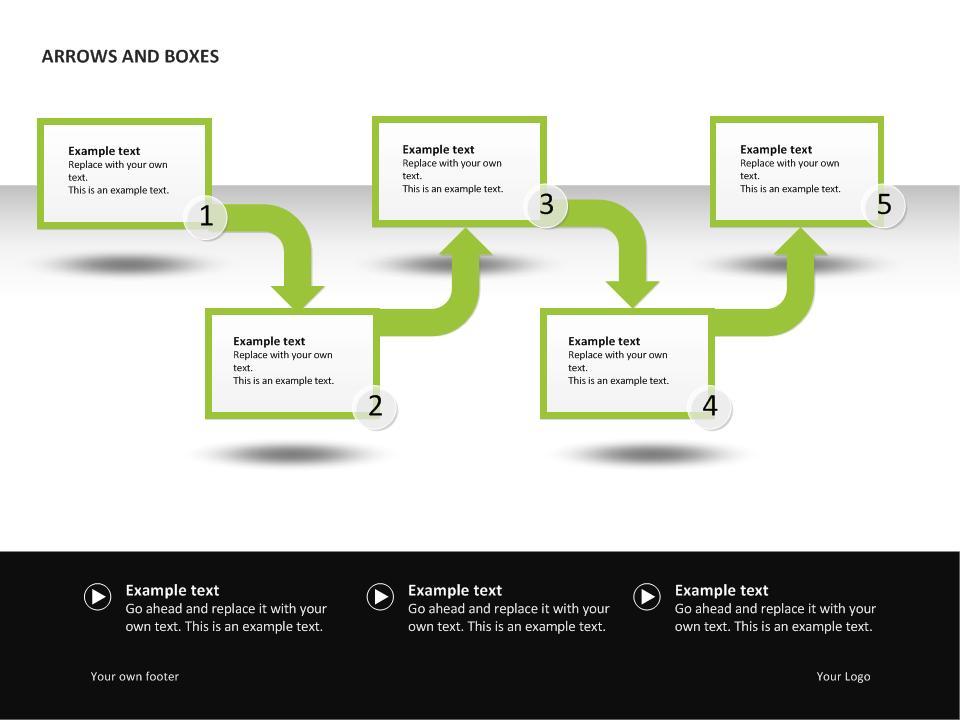 ARROWS AND BOXES
Example text
Replace with your own
text.
This is an example text.
1
Example text
Replace with your own
text.
This is an example text.
2
Example text
Replace with your own
text.
This is an example text.
3
Example text
Replace with your own
text.
This is an example text.
4
Example text
Replace with your own
text.
This is an example text.
5
Example text
Go ahead and replace it with your
own text. This is an example text.
Example text
Go ahead and replace it with your
own text. This is an example text.
Example text
Go ahead and replace it with your
own text. This is an example text.
Your own footer
Your Logo